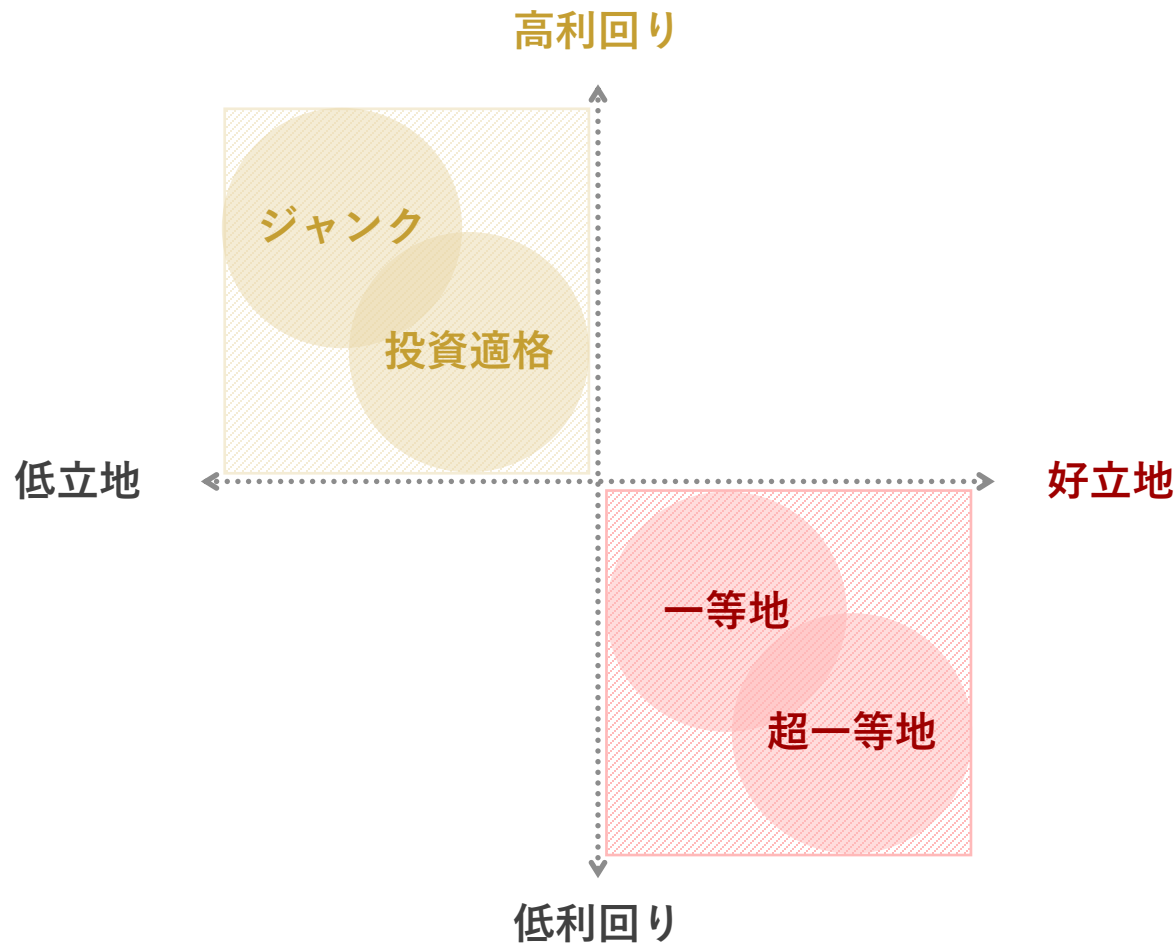 高利回り
ジャンク
投資適格
低立地
好立地
一等地
超一等地
低利回り